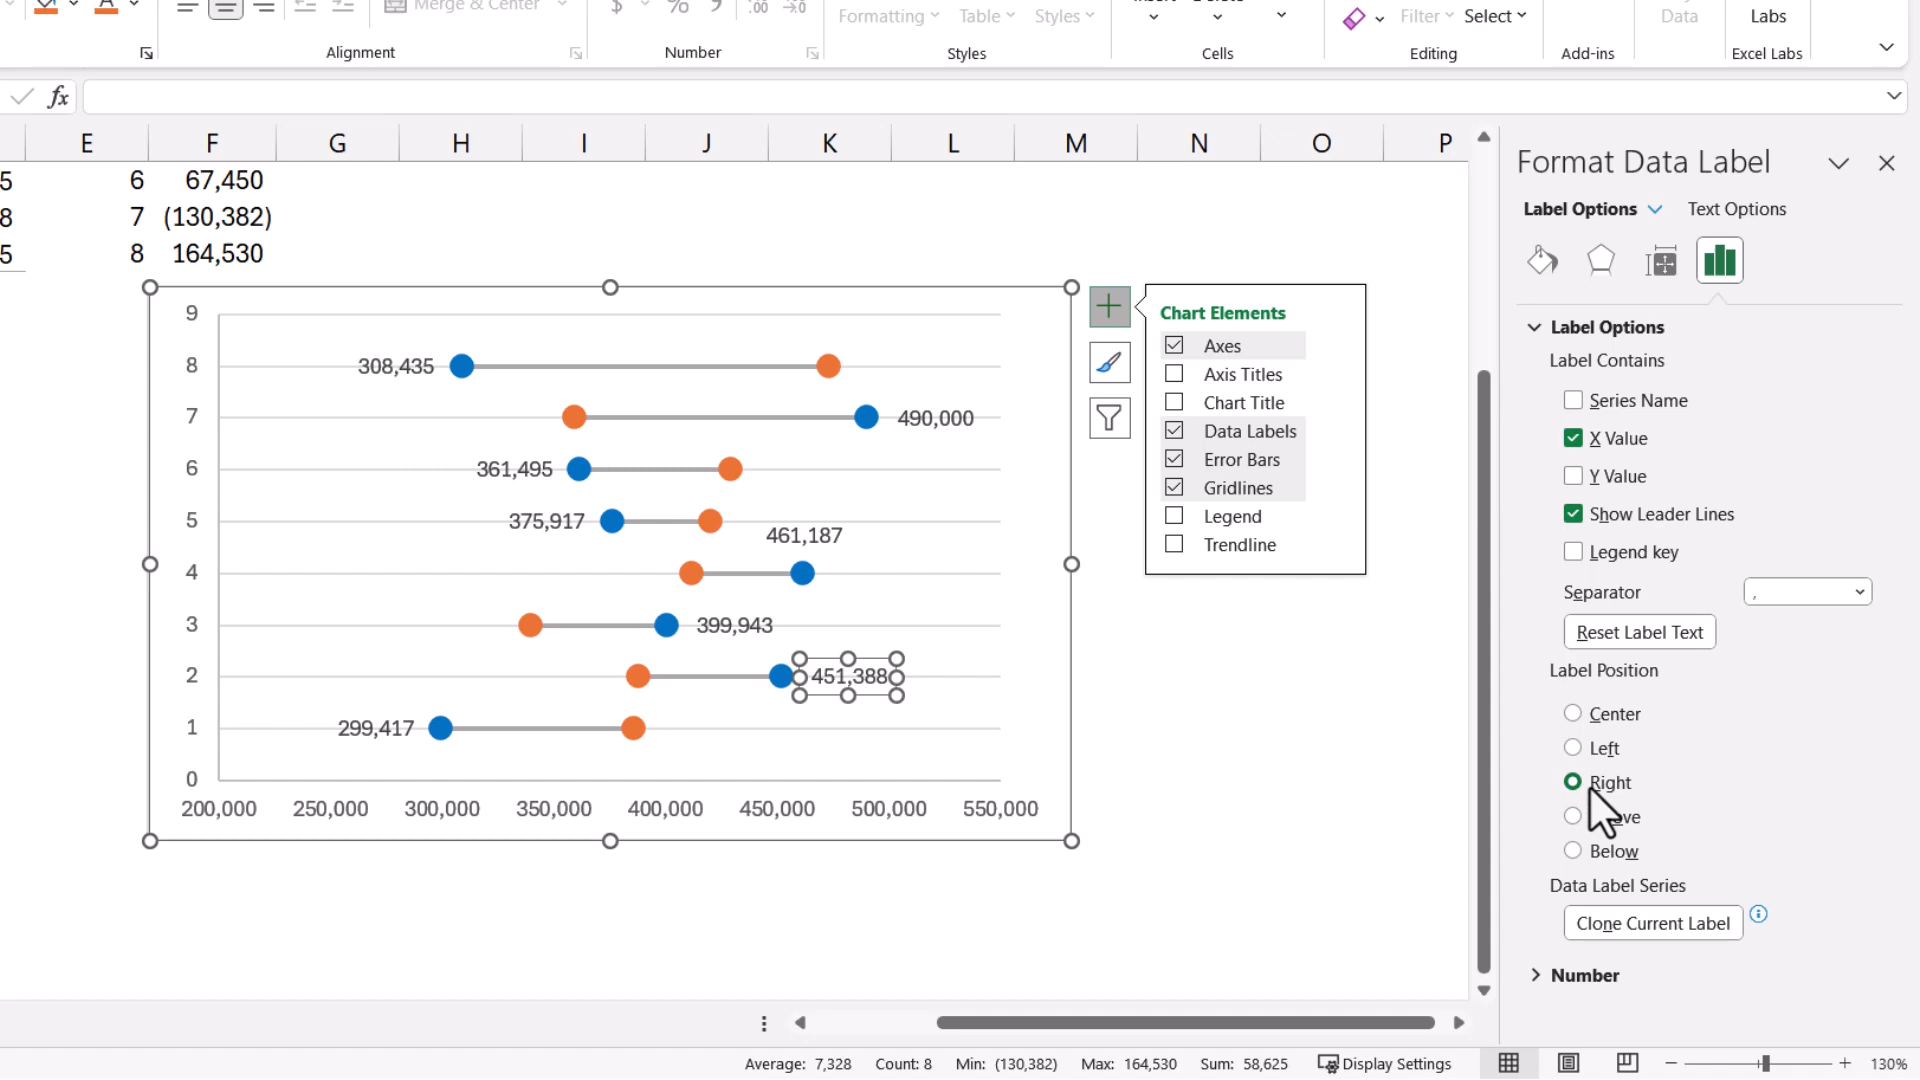 Merge & Center
$ % 9 .00
Formatting Table Styles
Filter Select
Data
Labs
Alignment Number Styles Cells Editing Add-ins Excel Labs
fx
E F G H I J K L M N O P
5 6 67,450
8 7 (130,382)
5 8 164,530
9
8 308,435
7 490,000
6 361,495
5 375,917
461,187
4
3 399,943
2 451,388
1 299,417
0
200,000 250,000 300,000 350,000 400,000 450,000 500,000 550,000
Chart Elements
Axes
Axis Titles
Chart Title
Data Labels
Error Bars
Gridlines
Legend
Trendline
Format Data Label
Label Options Text Options
Label Options
Label Contains
Series Name
X Value
Y Value
Show Leader Lines
Legend key
Separator ,
Reset Label Text
Label Position
Center
Left
Right
Below
Data Label Series
Clone Current Label
Number
Average: 7,328 Count: 8 Min: (130,382) Max: 164,530 Sum: 58,625 Display Settings 130%